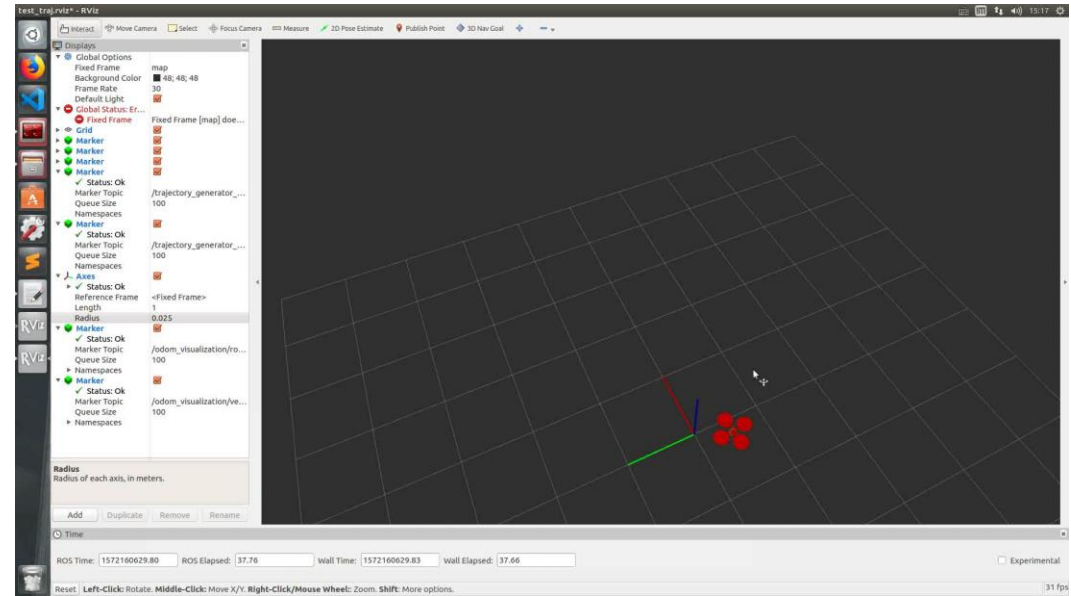 test_traj.rviz* - RViz
15:17
Interact Move Camera Select Focus Camera Measure 2D Pose Estimate Publish Point 3D Nav Goal
Displays
Global Options
Fixed Frame map
Background Color 48; 48; 48
Frame Rate 30
Default Light
Global Status: Er...
Fixed Frame Fixed Frame [map] doe...
Grid
Marker
Marker
Marker
Marker
Status: Ok
Marker Topic /trajectory_generator_...
Queue Size 100
Namespaces
Marker
Status: Ok
Marker Topic /trajectory_generator_...
Queue Size 100
Namespaces
Axes
Status: Ok
Reference Frame <Fixed Frame>
Length 1
Radius 0.025
Marker
Status: Ok
Marker Topic /odom_visualization/ro...
Queue Size 100
Namespaces
Marker
Status: Ok
Marker Topic /odom_visualization/ve...
Queue Size 100
Namespaces
RViz
RViz
Radius
Radius of each axis, in meters.
Add Duplicate Remove Rename
Time
ROS Time: 1572160629.80 ROS Elapsed: 37.76 Wall Time: 1572160629.83 Wall Elapsed: 37.66 Experimental
Reset Left-Click: Rotate. Middle-Click: Move X/Y. Right-Click/Mouse Wheel: Zoom. Shift: More options. 31 fps